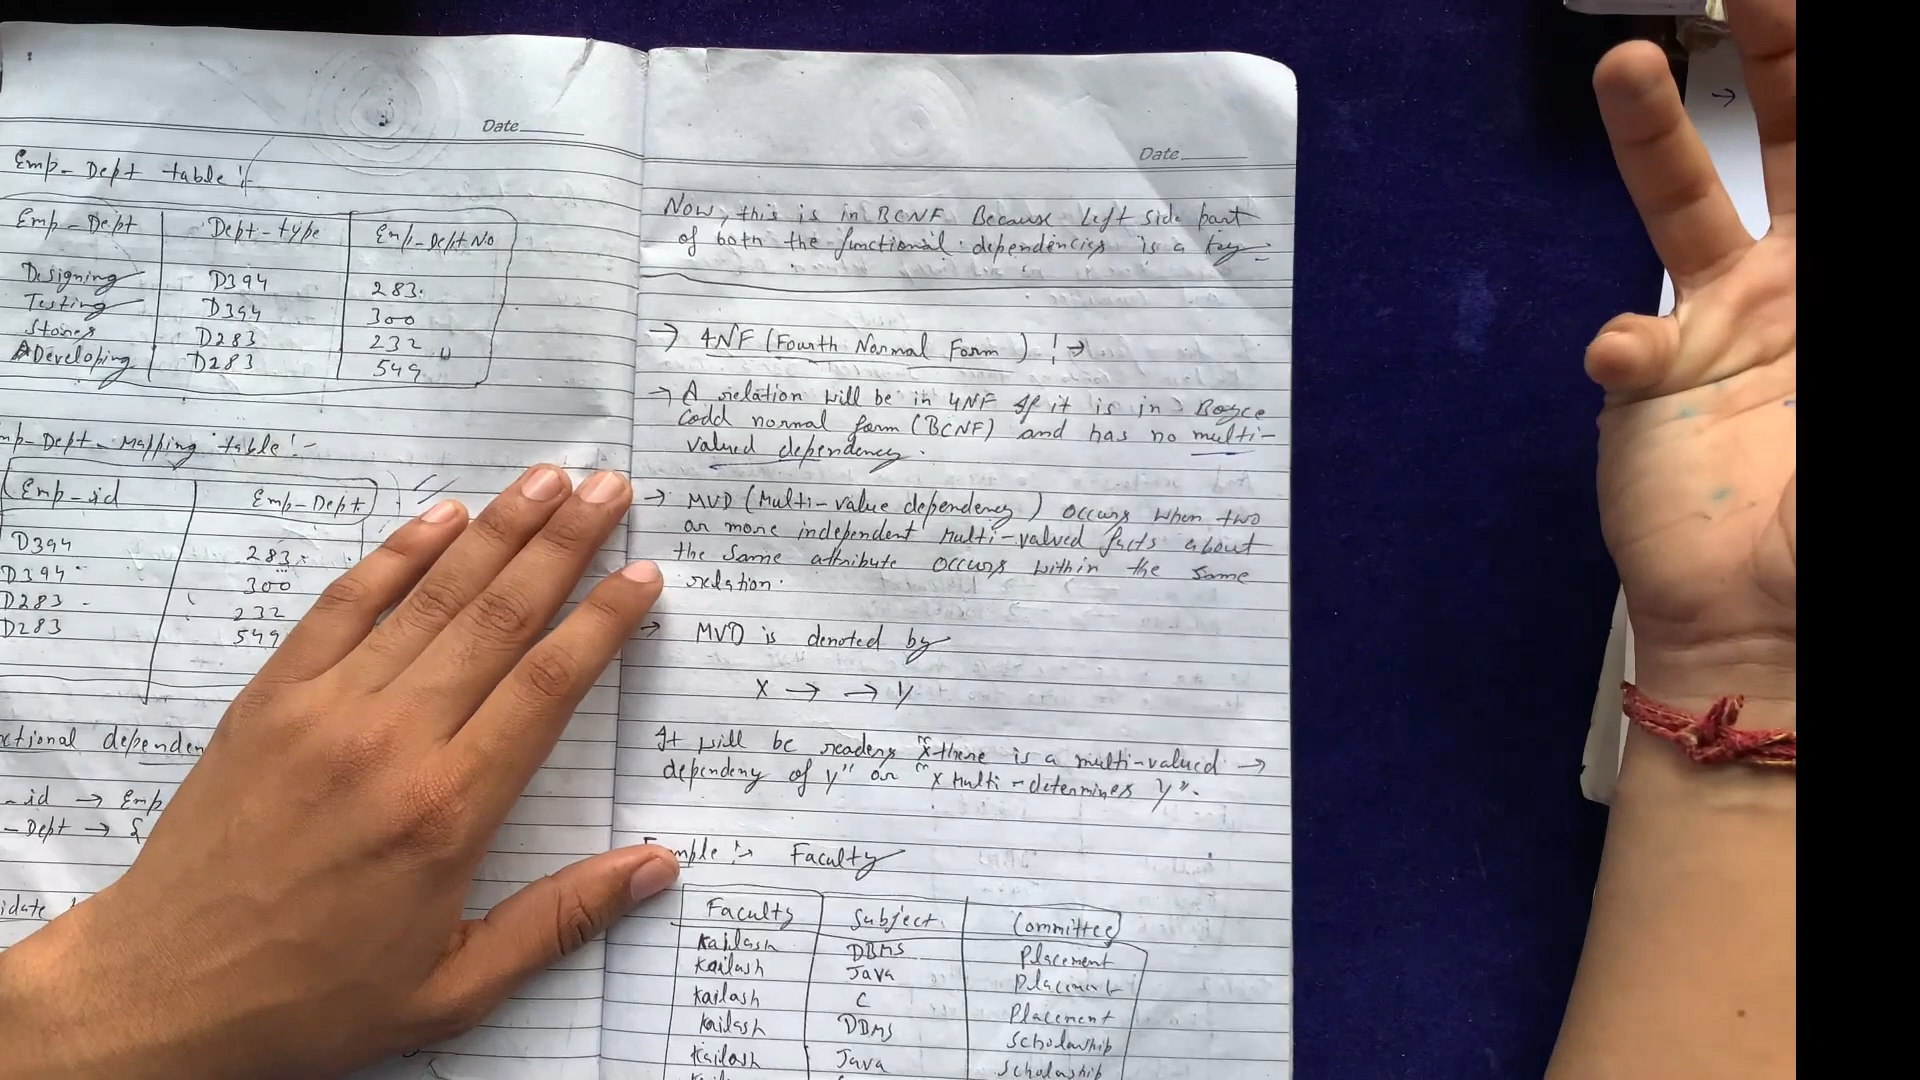 Date
Emp-Dept table:-
Emp-Dept Dept-type Emp-Dept No
Designing D394 283
Testing D394 300
Stores D283 232
Developing D283 549
mp-Dept-Mapping table:-
Emp-id Emp-Dept
D394 283
D394 300
D283 232
D283 549
ctional dependen
-id → Emp
-Dept → {
idate
Date
Now, this is in BCNF Because left side part
of both the functional dependencies is a key.
→ 4NF (Fourth Normal Form) :→
→ A relation will be in 4NF if it is in Boyce
Codd normal form (BCNF) and has no multi-
valued dependency.
→ MVD (Multi-value dependency) occurs when two
or more independent multi-valued facts about
the same attribute occurs within the same
relation.
→ MVD is denoted by
X → → Y
It will be readers "X there is a multi-valued →
dependeny of Y" or "X Multi-determines Y".
mple :→ Faculty
Faculty Subject Committee
Kailash DBMS Placement
Kailash Java Placement
Kailash C Placement
Kailash DBMS Scholarship
Kailash Java Scholarship